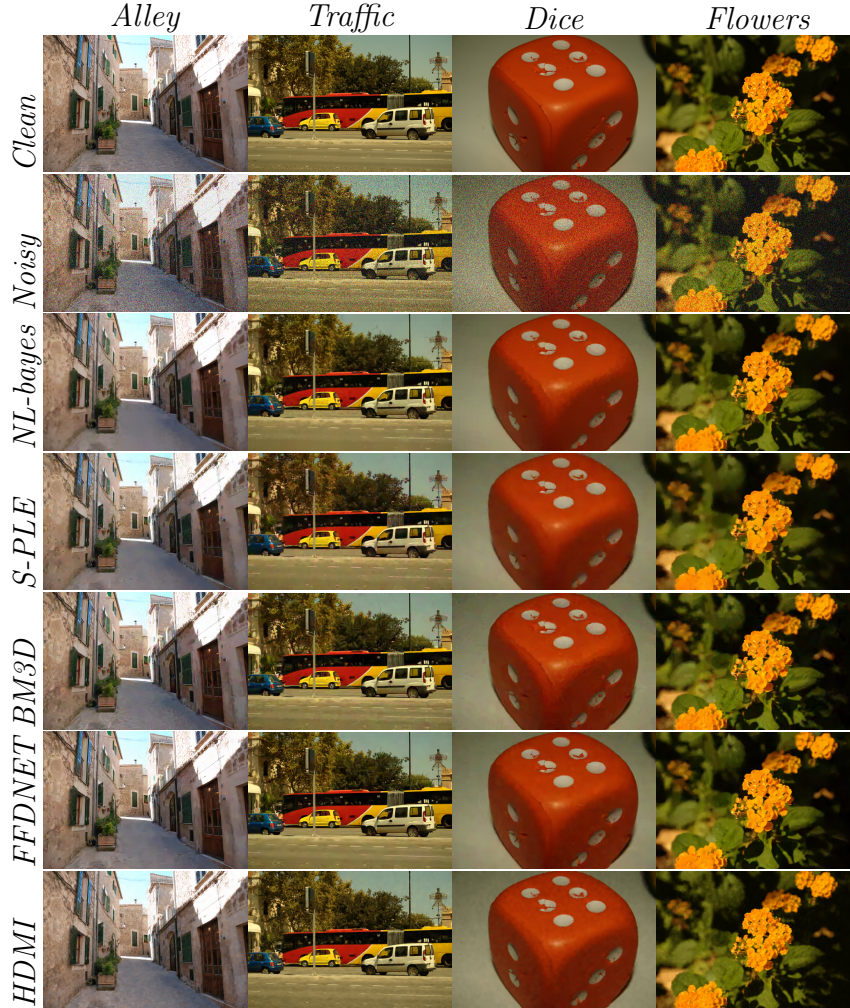 Alley Traffic Dice Flowers
Clean
Noisy
NL-bayes
S-PLE
BM3D
FFDNET
HDMI